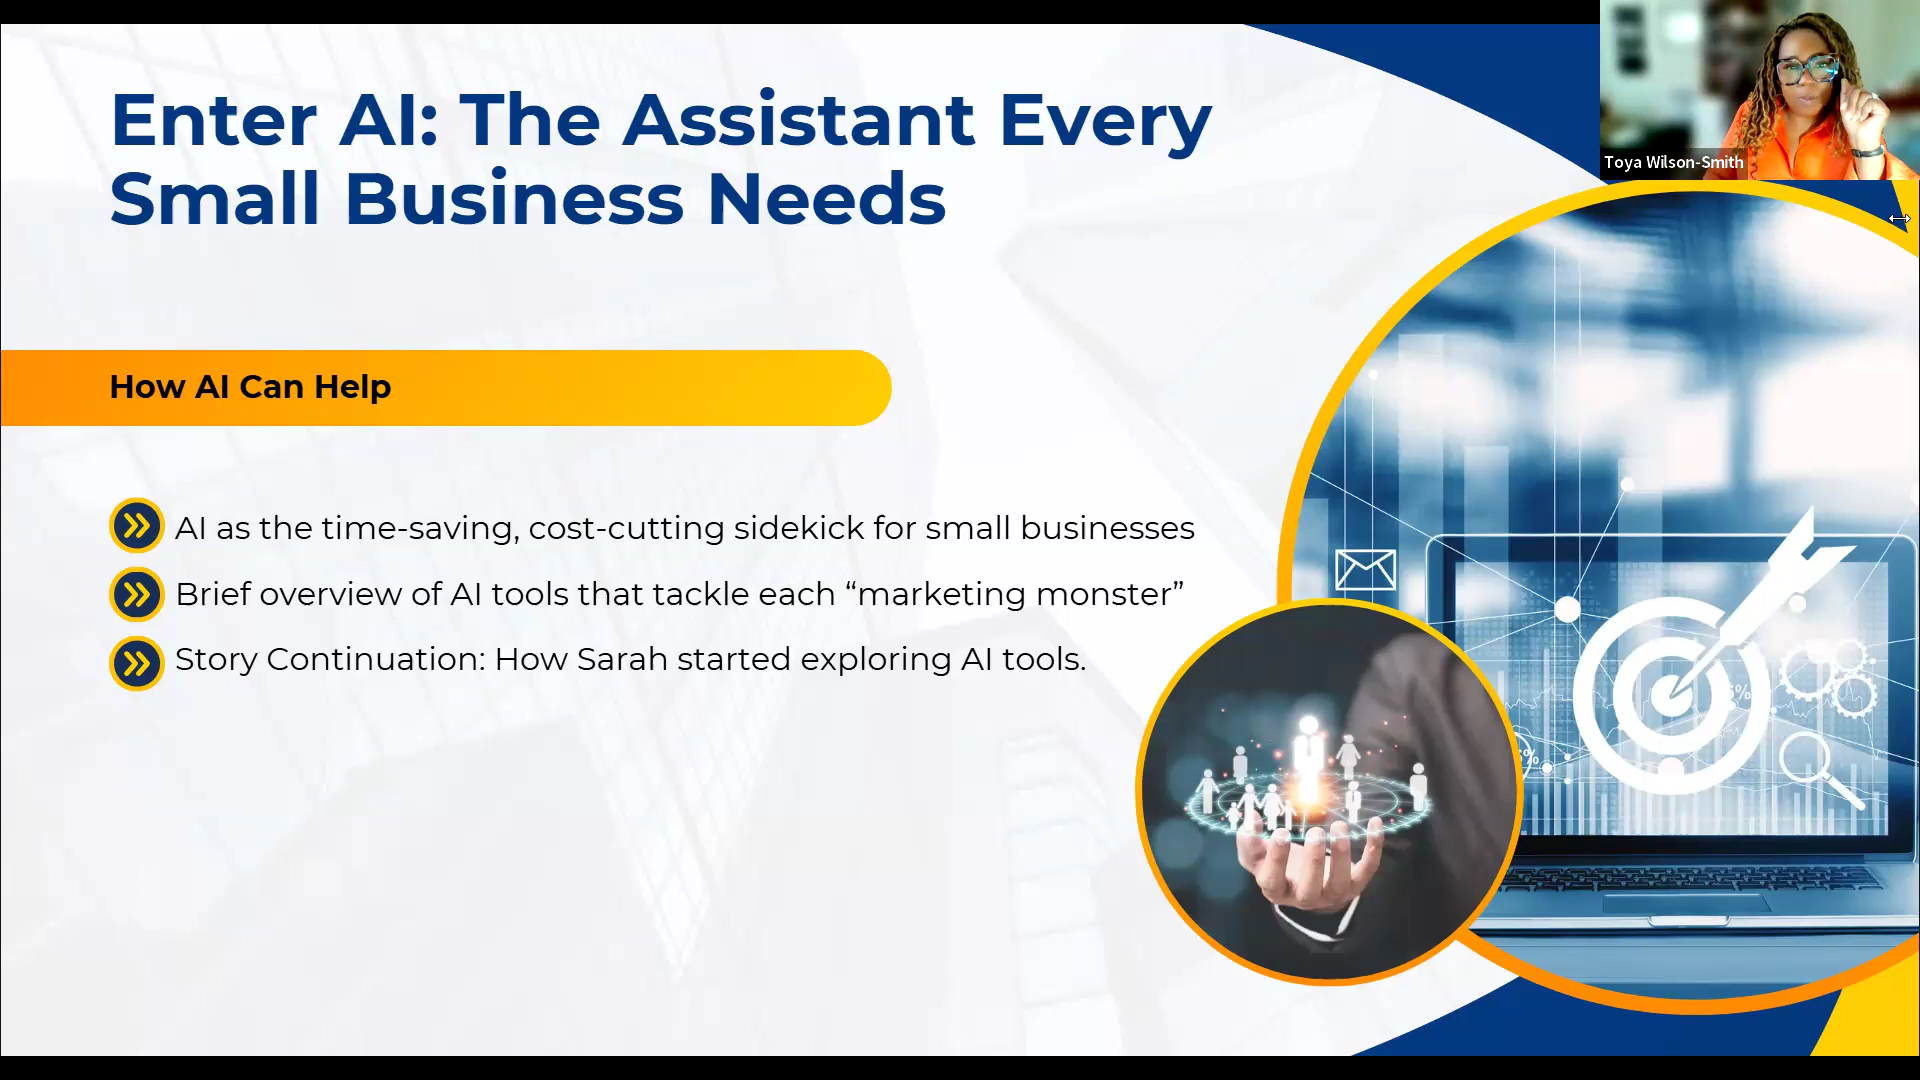 Enter AI: The Assistant Every
Small Business Needs
Toya Wilson-Smith
How AI Can Help
AI as the time-saving, cost-cutting sidekick for small businesses
Brief overview of AI tools that tackle each “marketing monster”
Story Continuation: How Sarah started exploring AI tools.